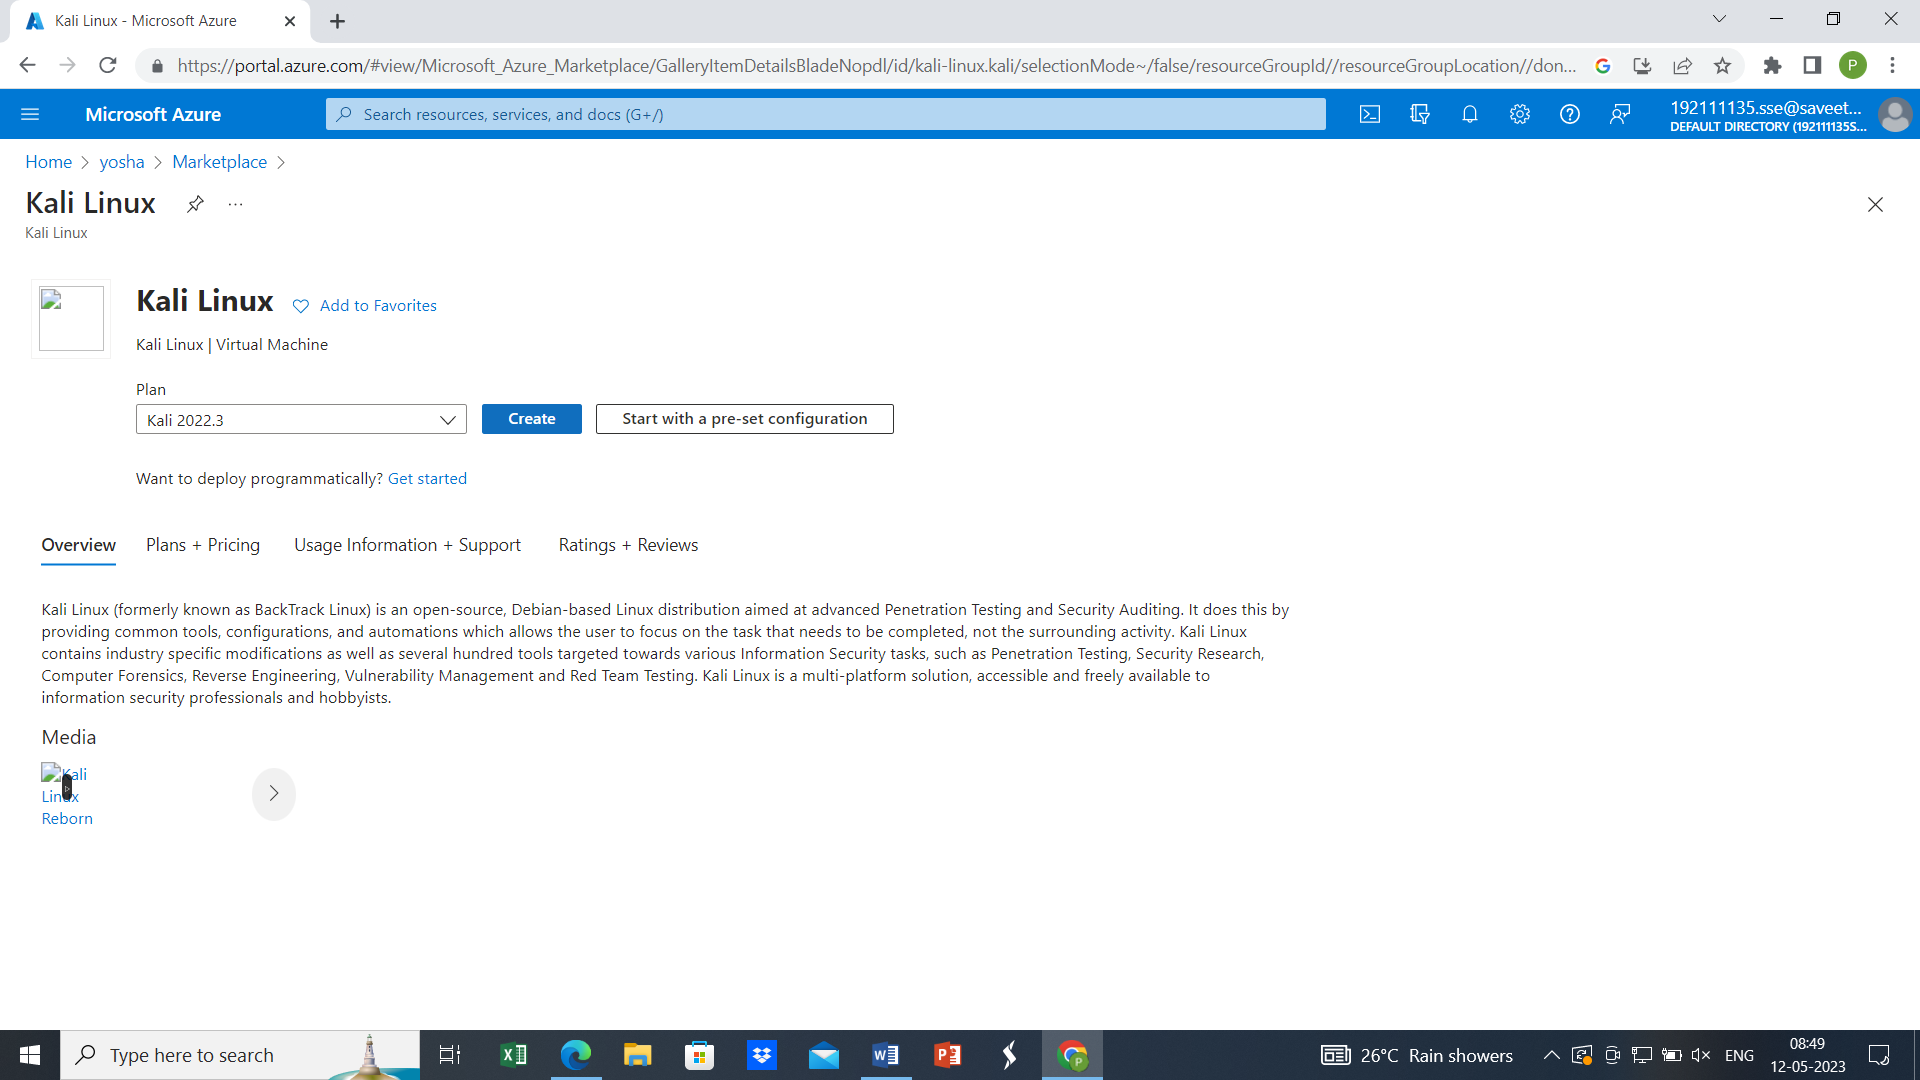 Kali Linux - Microsoft Azure
https://portal.azure.com/#view/Microsoft_Azure_Marketplace/GalleryItemDetailsBladeNopdl/id/kali-linux.kali/selectionMode~/false/resourceGroupId//resourceGroupLocation//don...
P
Microsoft Azure
Search resources, services, and docs (G+/)
192111135.sse@saveet...
DEFAULT DIRECTORY (192111135S...
Home > yosha > Marketplace >
Kali Linux
...
Kali Linux
Kali Linux
Add to Favorites
Kali Linux | Virtual Machine
Plan
Kali 2022.3
Create
Start with a pre-set configuration
Want to deploy programmatically? Get started
Overview
Plans + Pricing
Usage Information + Support
Ratings + Reviews
Kali Linux (formerly known as BackTrack Linux) is an open-source, Debian-based Linux distribution aimed at advanced Penetration Testing and Security Auditing. It does this by
providing common tools, configurations, and automations which allows the user to focus on the task that needs to be completed, not the surrounding activity. Kali Linux
contains industry specific modifications as well as several hundred tools targeted towards various Information Security tasks, such as Penetration Testing, Security Research,
Computer Forensics, Reverse Engineering, Vulnerability Management and Red Team Testing. Kali Linux is a multi-platform solution, accessible and freely available to
information security professionals and hobbyists.
Media
Kali
Linux
Reborn
Type here to search
26°C Rain showers
ENG
08:49
12-05-2023